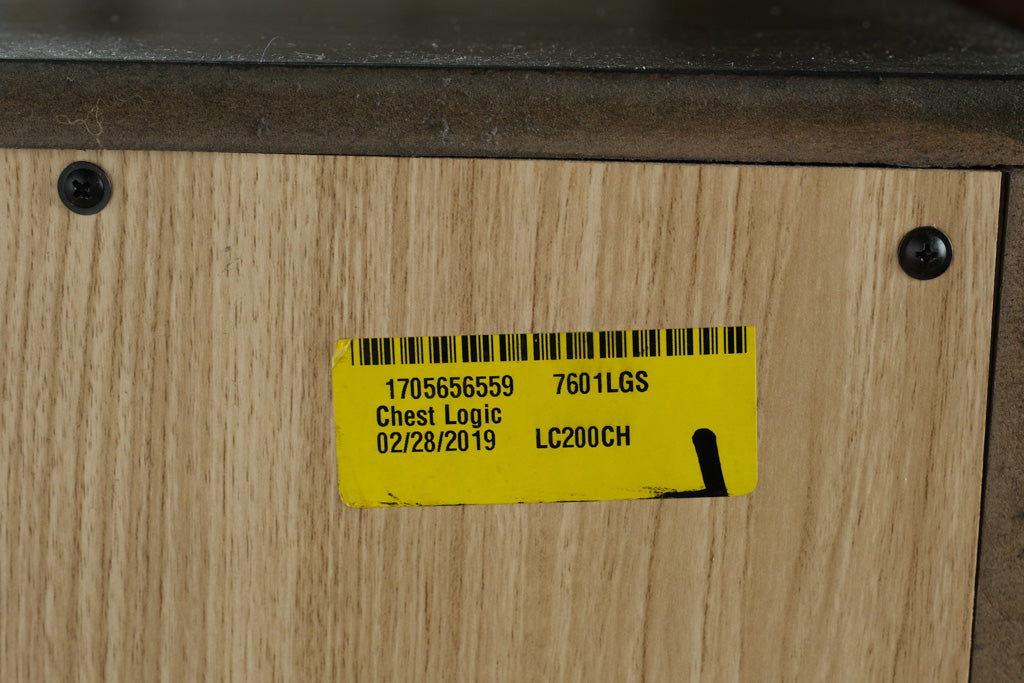 1705656559 7601LGS
Chest Logic
02/28/2019 LC200CH